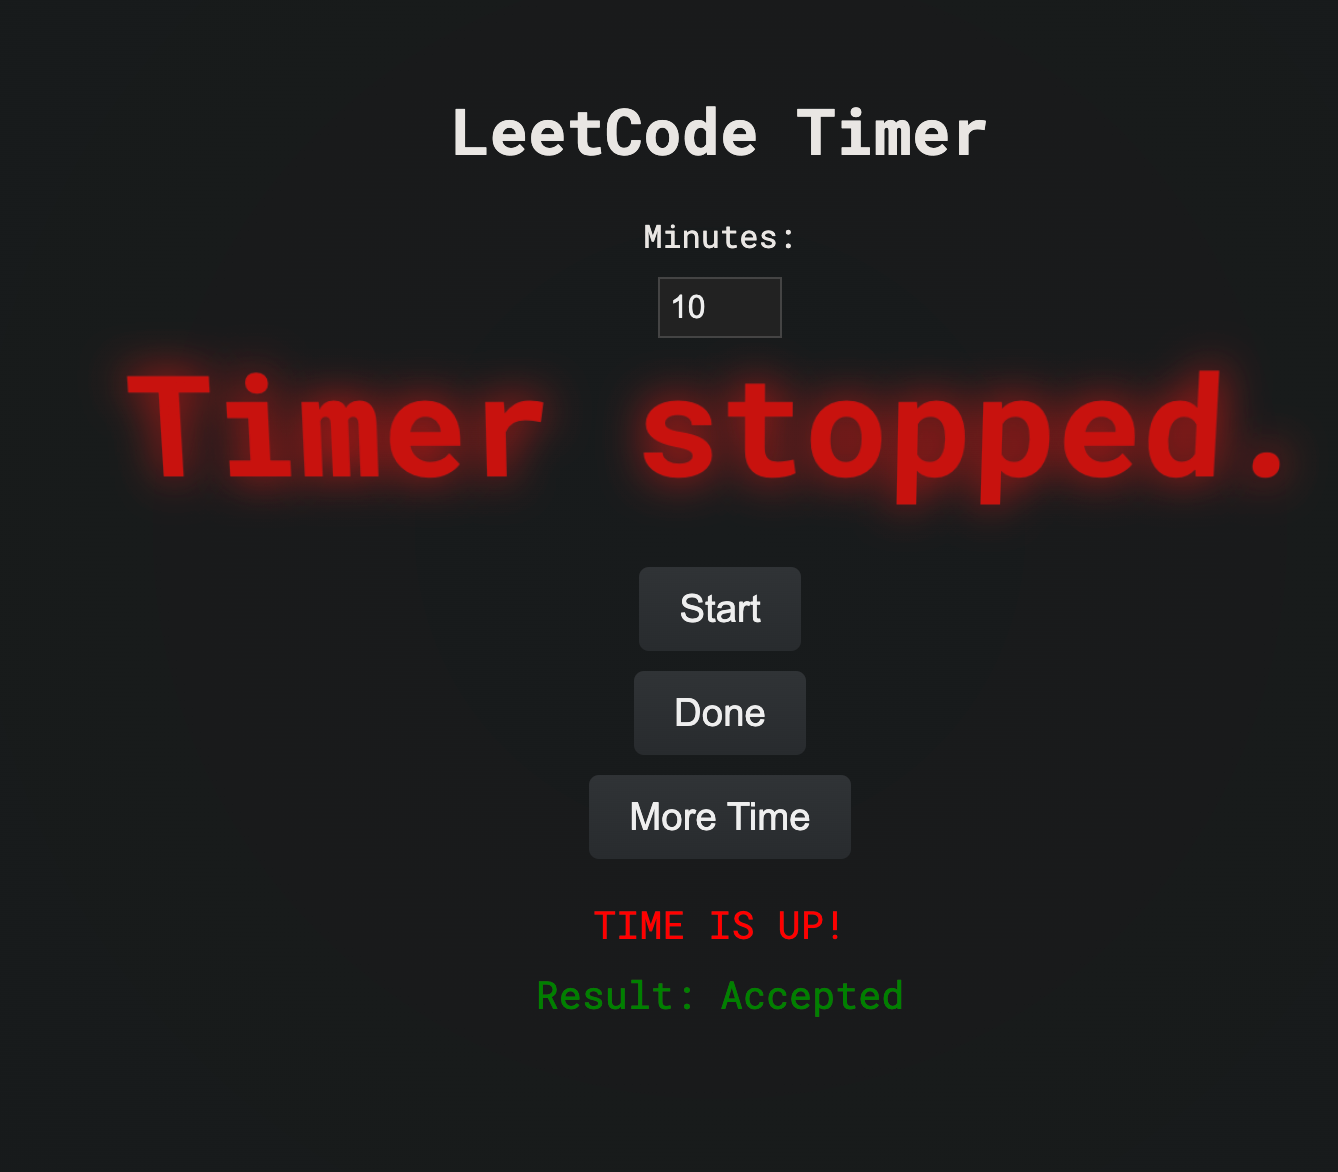 LeetCode Timer
Minutes:
10
Timer stopped.
Start
Done
More Time
TIME IS UP!
Result: Accepted